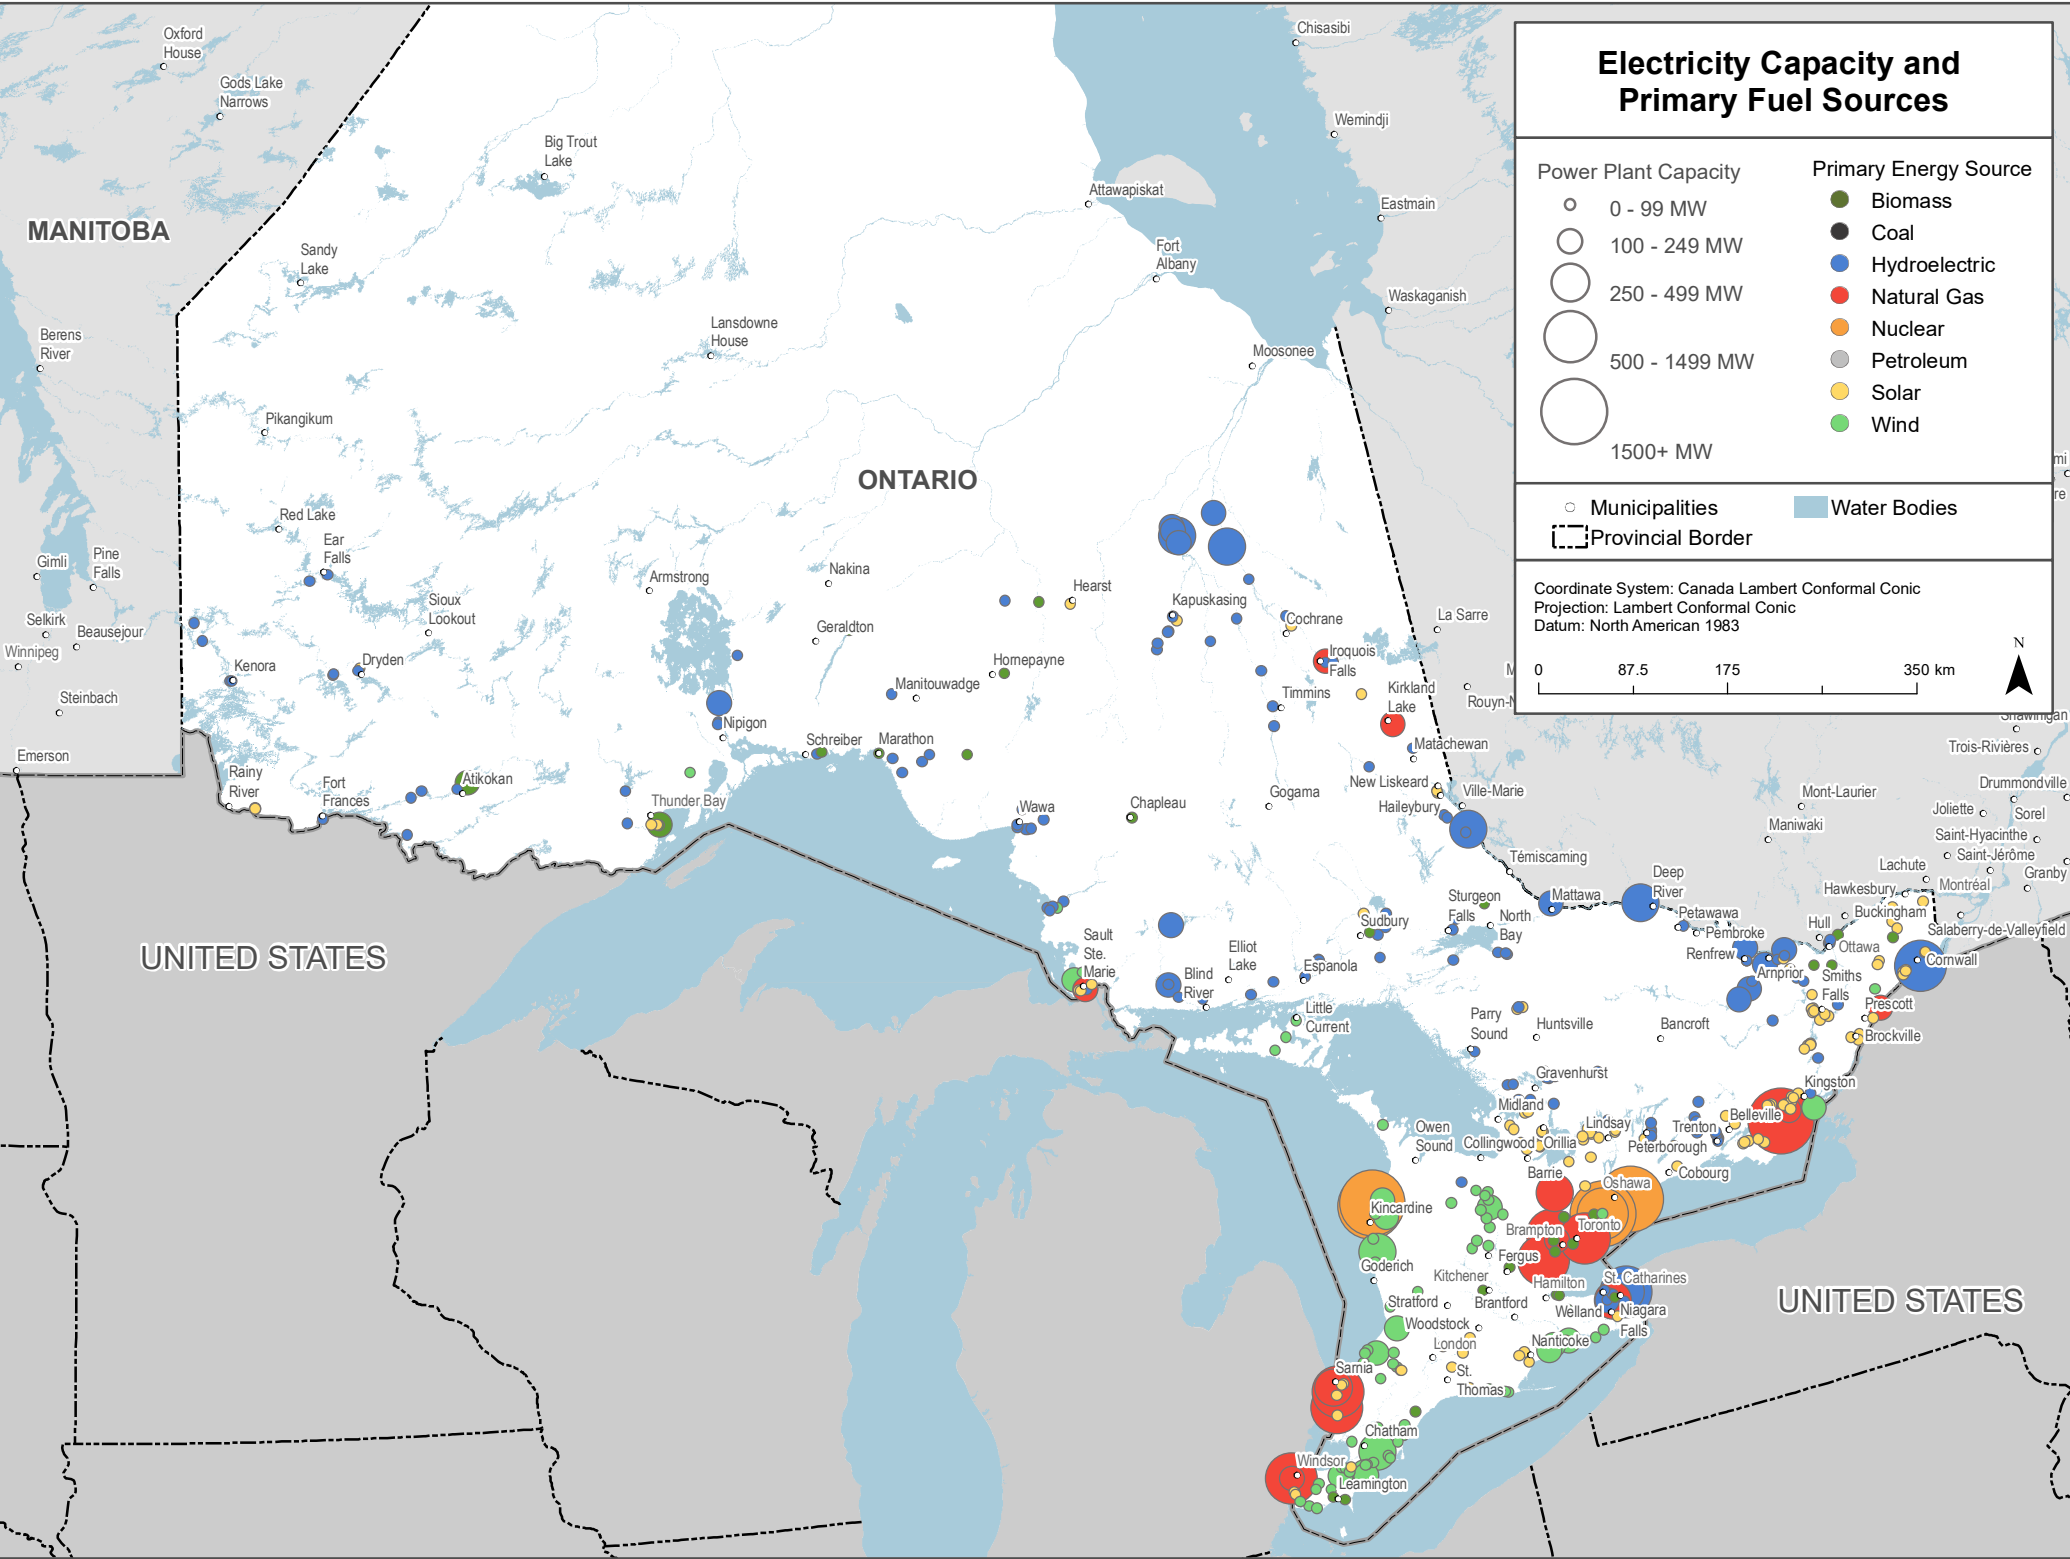 Electricity Capacity and
Primary Fuel Sources
Power Plant Capacity
0 - 99 MW
100 - 249 MW
250 - 499 MW
500 - 1499 MW
1500+ MW
Primary Energy Source
Biomass
Coal
Hydroelectric
Natural Gas
Nuclear
Petroleum
Solar
Wind
Municipalities
Water Bodies
Provincial Border
Coordinate System: Canada Lambert Conformal Conic
Projection: Lambert Conformal Conic
Datum: North American 1983
0
87.5
175
350 km
N
Oxford
House
Gods Lake
Narrows
MANITOBA
Berens
River
Gimli
Pine
Falls
Selkirk
Beausejour
Winnipeg
Steinbach
Emerson
Big Trout
Lake
Sandy
Lake
Lansdowne
House
Pikangikum
ONTARIO
Red Lake
Ear
Falls
Sioux
Lookout
Armstrong
Nakina
Geraldton
Kenora
Dryden
Nipigon
Rainy
River
Fort
Frances
Atikokan
Thunder Bay
Schreiber
Marathon
Manitouwadge
Hornepayne
Hearst
Kapuskasing
Cochrane
Iroquois
Falls
Timmins
Kirkland
Lake
Matachewan
New Liskeard
Haileybury
Ville-Marie
Gogama
Chapleau
Wawa
Chisasibi
Wemindji
Attawapiskat
Eastmain
Fort
Albany
Waskaganish
Moosonee
La Sarre
Rouyn-N
Témiscaming
Mattawa
Deep
River
Petawawa
Pembroke
Renfrew
Arnprior
Sturgeon
Falls
North
Bay
Sudbury
Espanola
Elliot
Lake
Blind
River
Sault
Ste.
Marie
Little
Current
Parry
Sound
Huntsville
Bancroft
Gravenhurst
Midland
Mont-Laurier
Maniwaki
Shawinigan
Trois-Rivières
Drummondville
Joliette
Sorel
Saint-Hyacinthe
Saint-Jérôme
Lachute
Montréal
Granby
Hawkesbury
Buckingham
Hull
Ottawa
Salaberry-de-Valleyfield
Cornwall
Smiths
Falls
Prescott
Brockville
Kingston
Belleville
Trenton
Lindsay
Peterborough
Cobourg
Owen
Sound
Collingwood
Orillia
Barrie
Oshawa
Kincardine
Brampton
Toronto
Fergus
Goderich
Kitchener
Hamilton
St. Catharines
Stratford
Brantford
Welland
Niagara
Falls
Woodstock
London
Nanticoke
St.
Thomas
Sarnia
Chatham
Windsor
Leamington
UNITED STATES
UNITED STATES